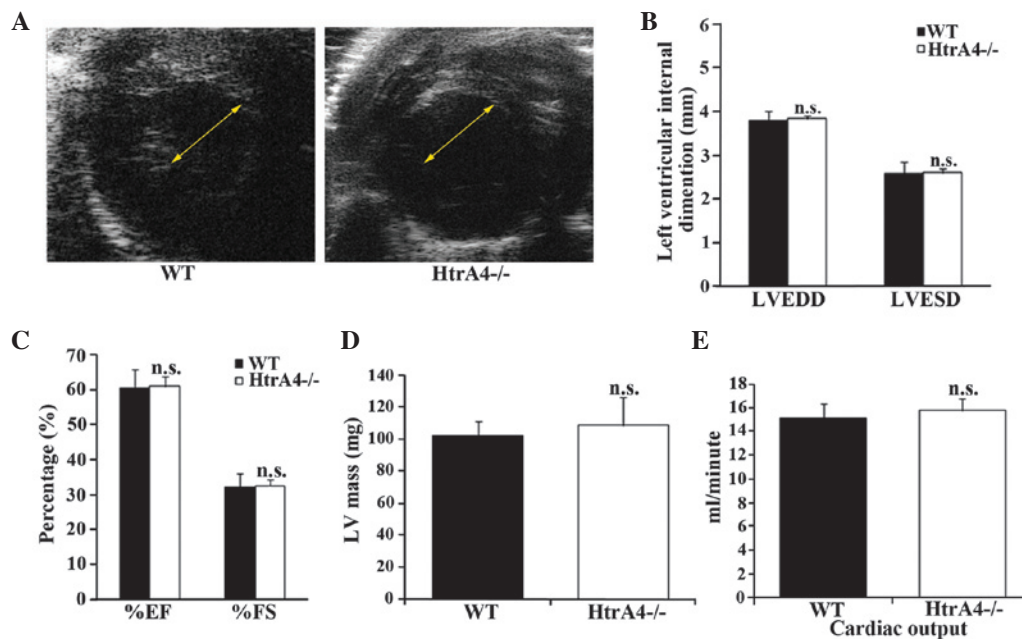 A
WT
HtrA4-/-
B
Left ventricular internal
dimention (mm)
6
5
4
3
2
1
0
WT
HtrA4-/-
n.s.
n.s.
LVEDD
LVESD
C
Percentage (%)
70
60
50
40
30
20
10
0
WT
HtrA4-/-
n.s.
n.s.
%EF
%FS
D
LV mass (mg)
140
120
100
80
60
40
20
0
n.s.
WT
HtrA4-/-
E
ml/minute
18
16
14
12
10
8
6
4
2
0
n.s.
WT
HtrA4-/-
Cardiac output